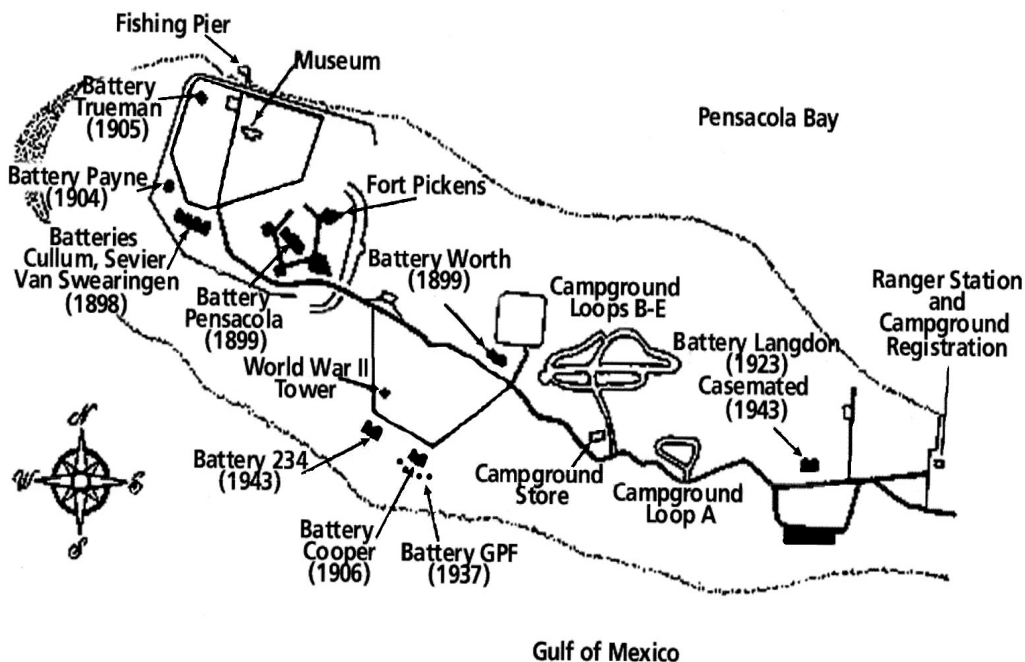 Fishing Pier
Museum
Battery
Trueman
(1905)
Pensacola Bay
Battery Payne
(1904)
Fort Pickens
Batteries
Cullum, Sevier
Van Swearingen
(1898)
Battery
Pensacola
(1899)
Battery Worth
(1899)
Campground
Loops B-E
Ranger Station
and
Campground
Registration
Battery Langdon
(1923)
Casemated
(1943)
World War II
Tower
N
W
E
S
Battery 234
(1943)
Campground
Store
Campground
Loop A
Battery
Cooper
(1906)
Battery GPF
(1937)
Gulf of Mexico